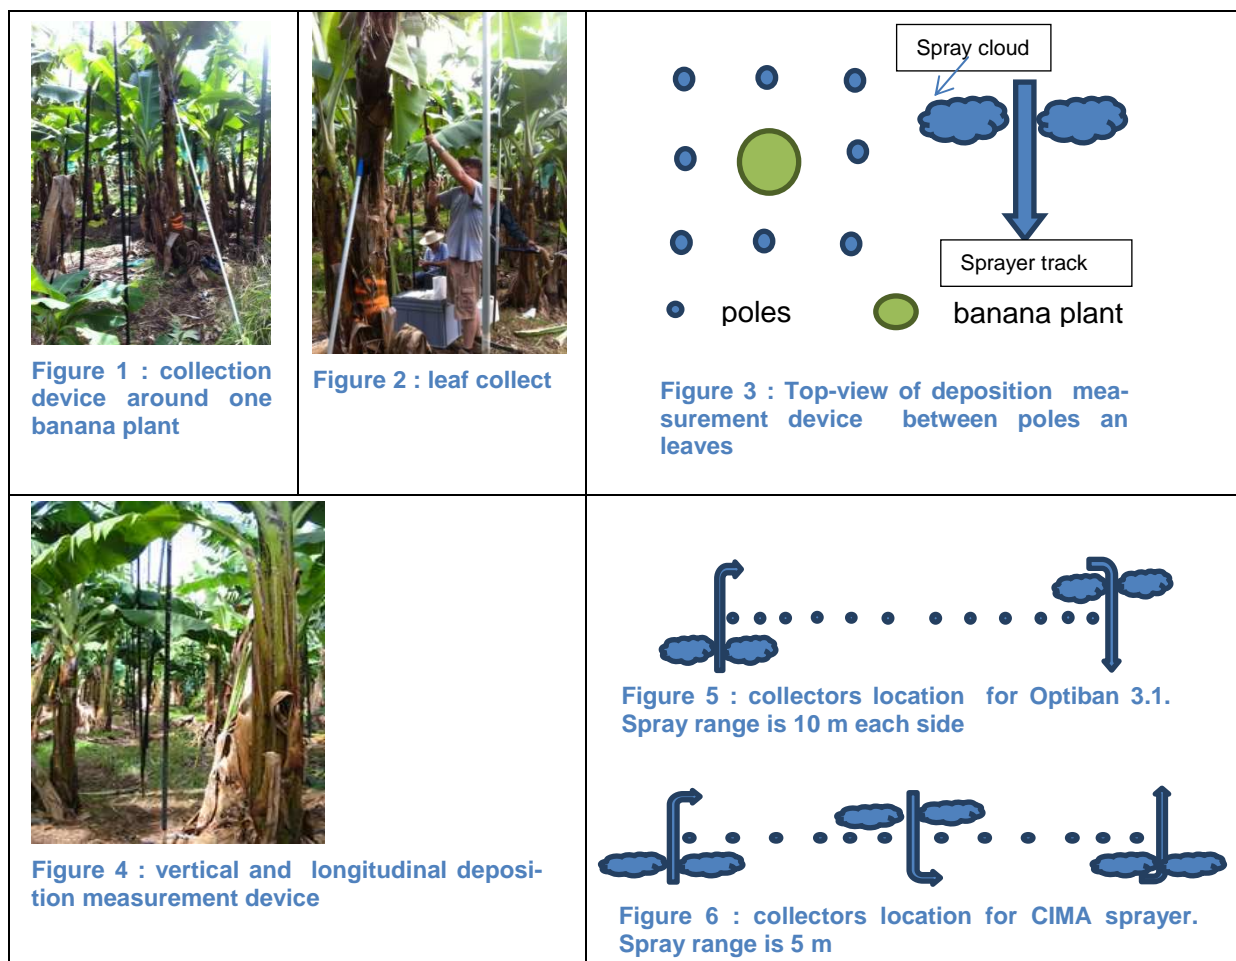 Figure 1 : collection
device around one
banana plant
Figure 2 : leaf collect
Spray cloud
Sprayer track
poles
banana plant
Figure 3 : Top-view of deposition mea-
surement device between poles an
leaves
Figure 4 : vertical and longitudinal deposi-
tion measurement device
Figure 5 : collectors location for Optiban 3.1.
Spray range is 10 m each side
Figure 6 : collectors location for CIMA sprayer.
Spray range is 5 m